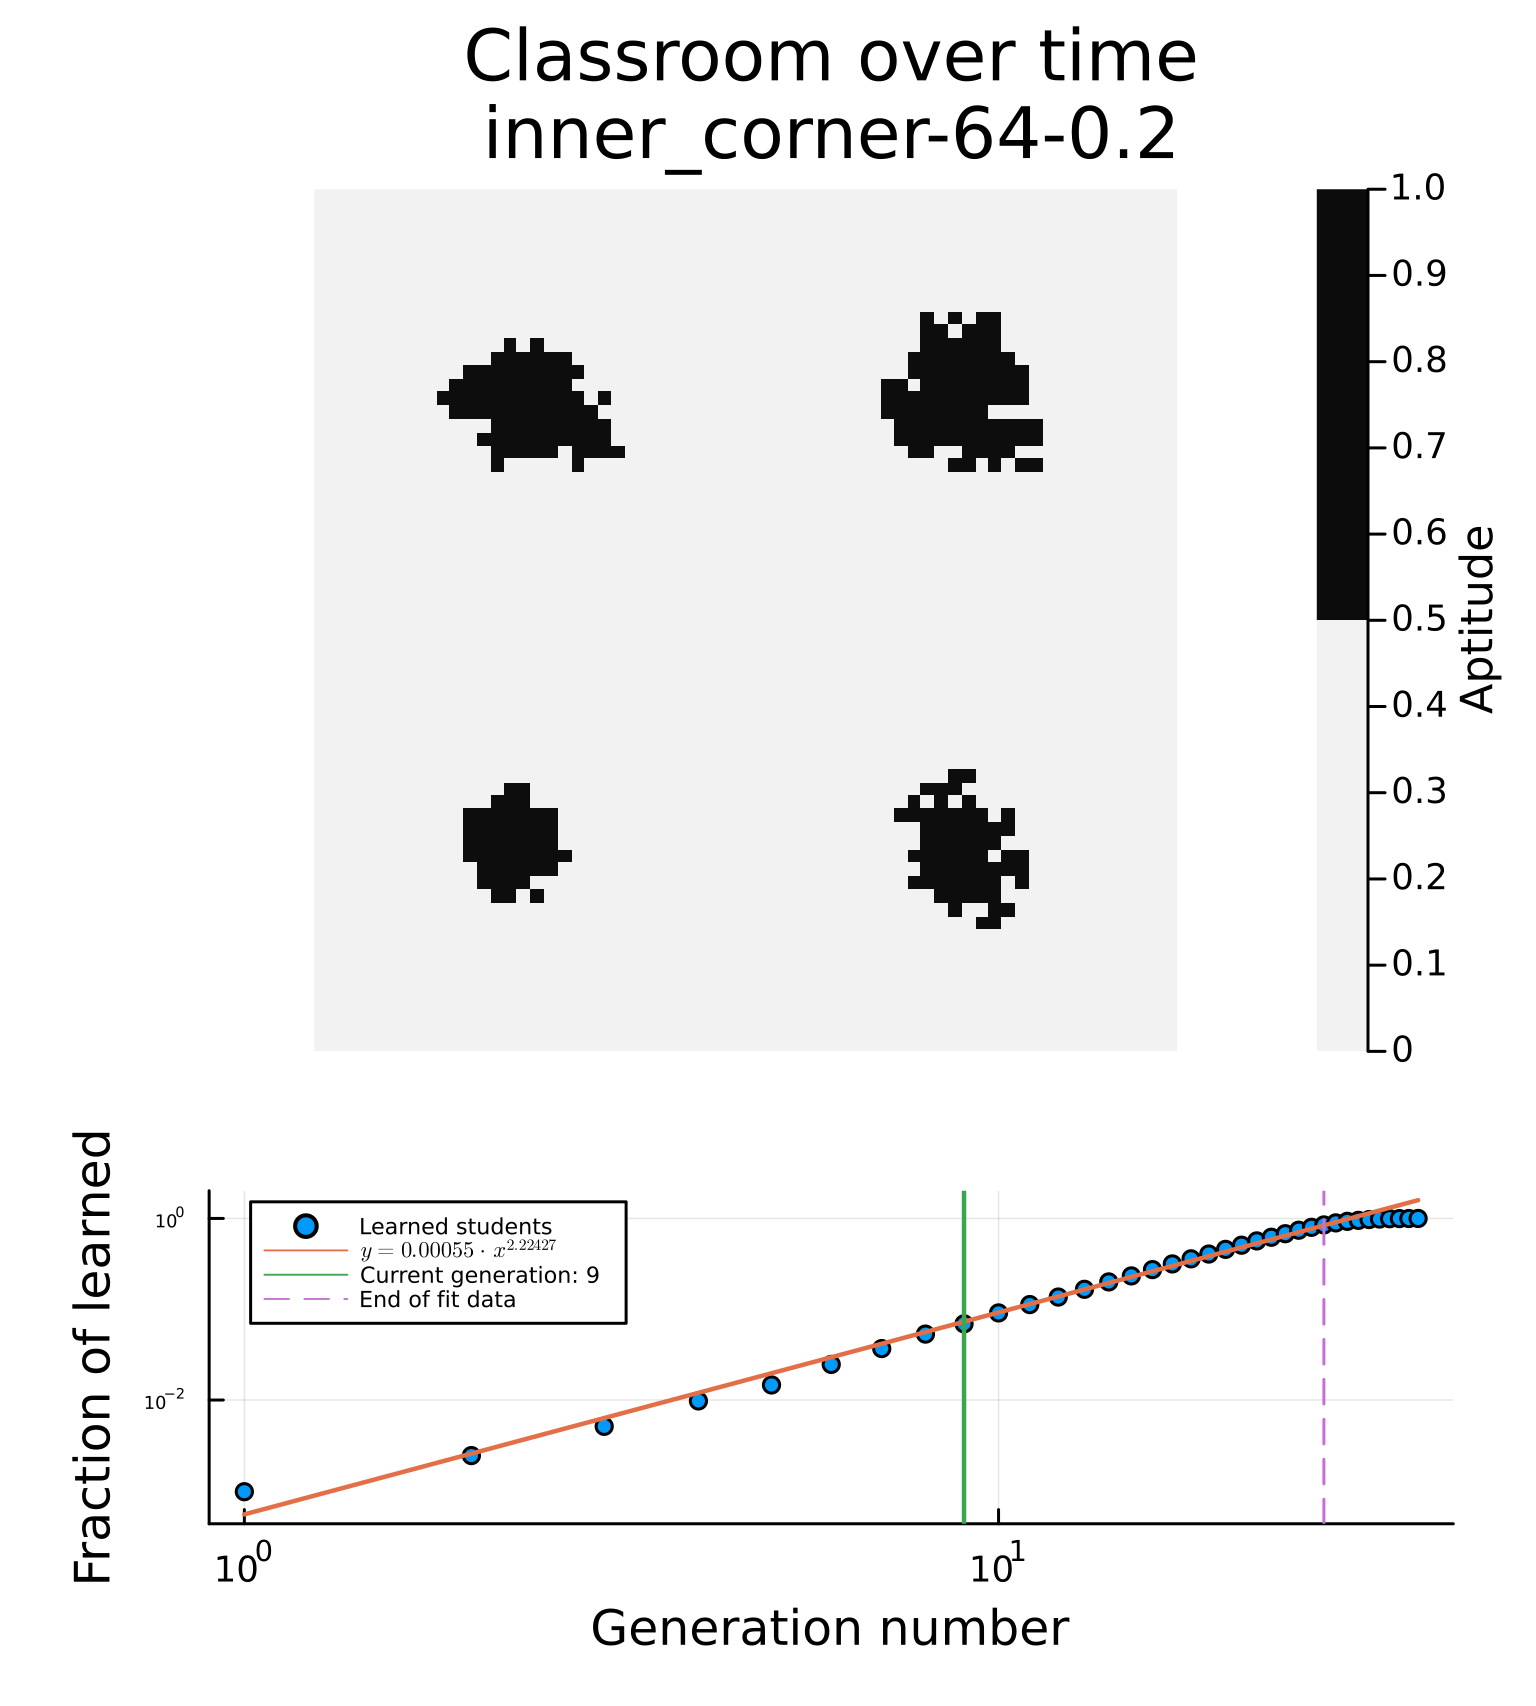 Classroom over time
inner_corner-64-0.2
1.0
0.9
0.8
0.7
0.6
0.5
0.4
0.3
0.2
0.1
0
Aptitude
Fraction of learned
10^0
10^{-2}
Learned students
y = 0.00055 · x^{2.22427}
Current generation: 9
End of fit data
10^0
10^1
Generation number